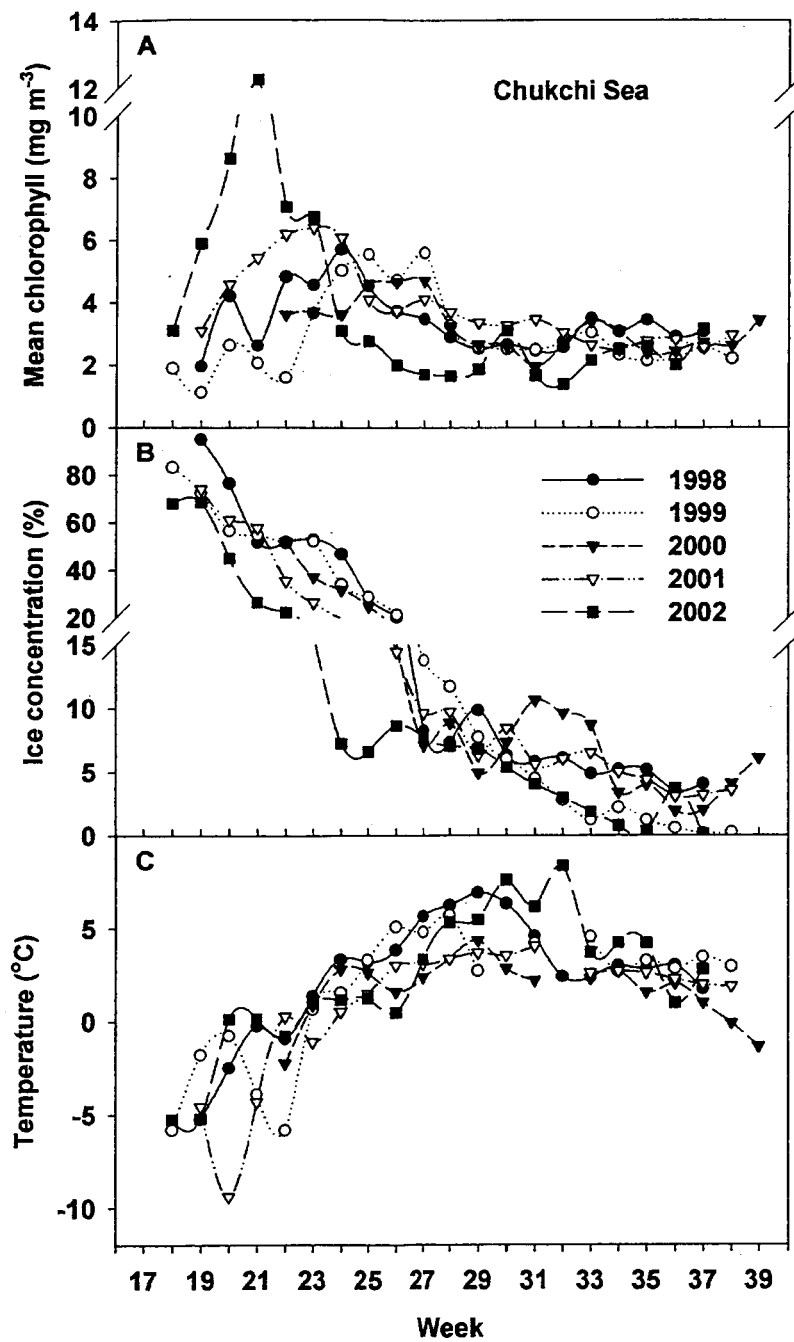 14
A
12
Chukchi Sea
10
8
6
4
2
0
Mean chlorophyll (mg m⁻³)
B
80
60
40
20
15
10
5
0
Ice concentration (%)
1998
1999
2000
2001
2002
C
5
0
-5
-10
Temperature (°C)
17 19 21 23 25 27 29 31 33 35 37 39
Week